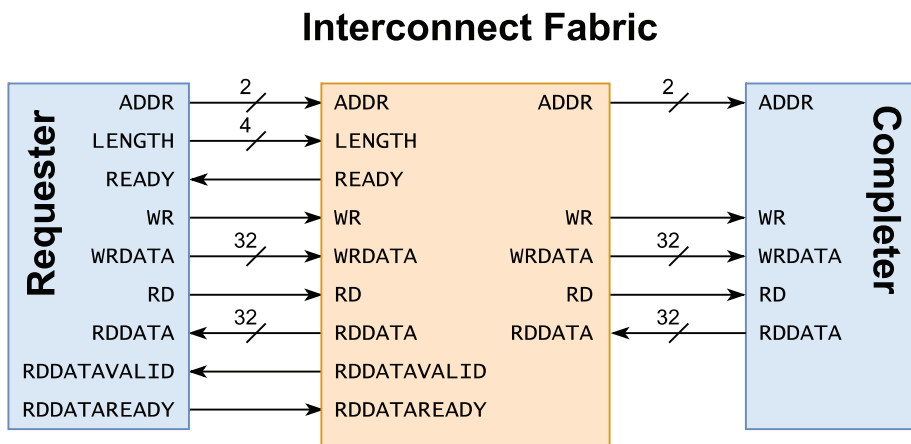 Interconnect Fabric
Requester
ADDR 2 ADDR ADDR 2 ADDR
LENGTH 4 LENGTH
READY READY
WR WR WR WR
WRDATA 32 WRDATA WRDATA 32 WRDATA
RD RD RD RD
RDDATA 32 RDDATA RDDATA 32 RDDATA
RDDATAVALID RDDATAVALID
RDDATAREADY RDDATAREADY
Completer